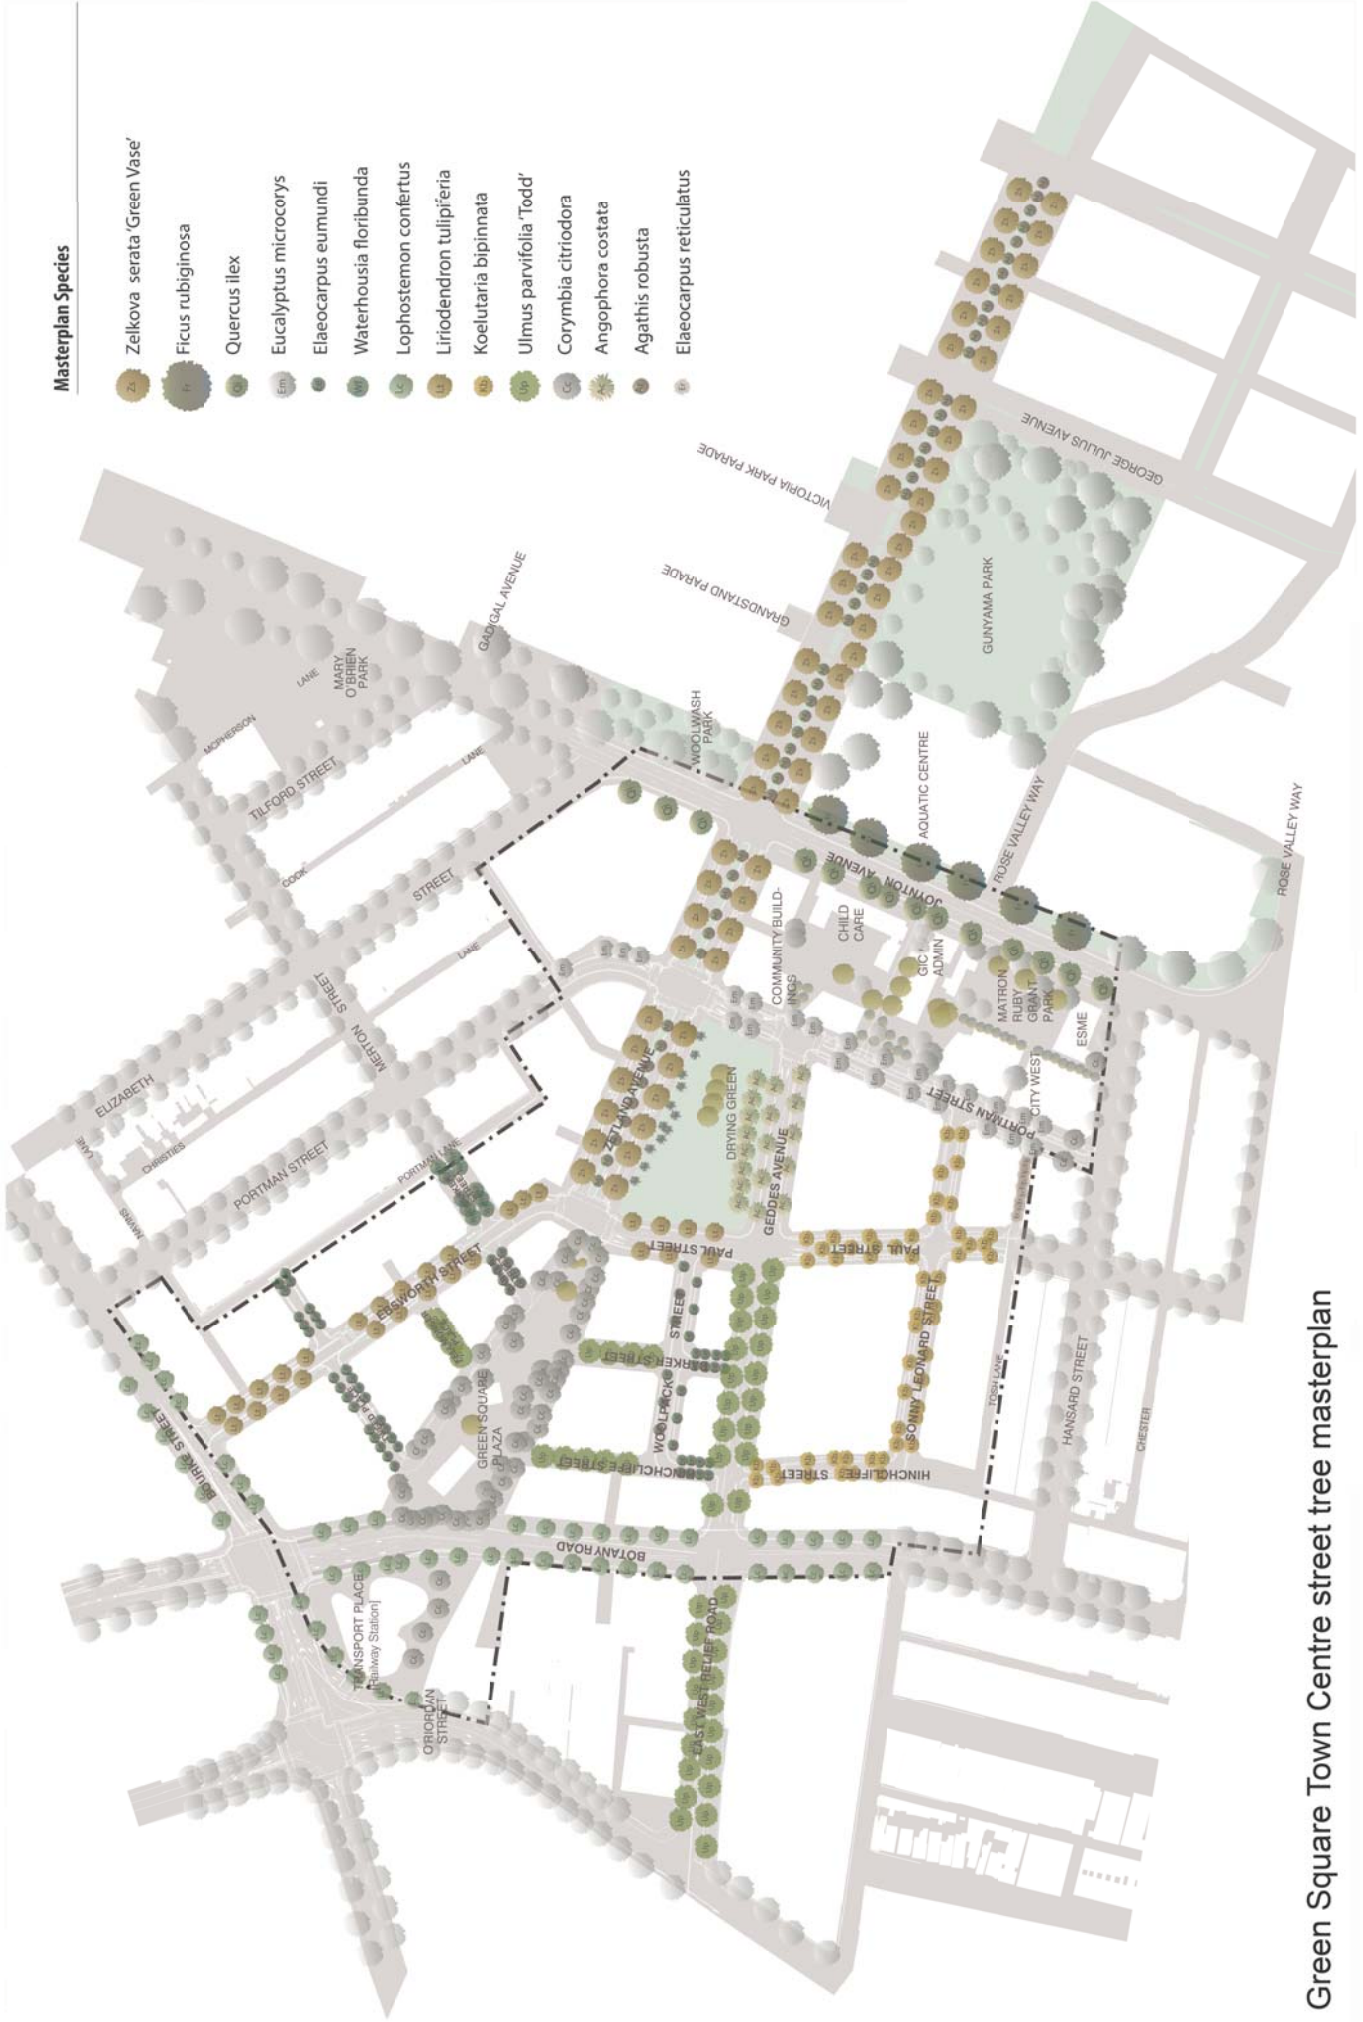 Masterplan Species
Zelkova serata 'Green Vase'
Ficus rubiginosa
Quercus ilex
Eucalyptus microcorys
Elaeocarpus eumundi
Waterhousia floribunda
Lophostemon confertus
Liriodendron tulipiferia
Koelutaria bipinnata
Ulmus parvifolia 'Todd'
Corymbia citriodora
Angophora costata
Agathis robusta
Elaeocarpus reticulatus
MCPHERSON
LANE
MARY
O'BRIEN
PARK
TILFORD STREET
GADIGAL AVENUE
COOK
LANE
STREET
ELIZABETH
MERTON STREET
LANE
LANE
CHRISTIES
NAVINS
PORTMAN STREET
PORTMAN LANE
WOOLWASH
PARK
GRANDSTAND PARADE
VICTORIA PARK PARADE
GEORGE JULIUS AVENUE
GUNYAMA PARK
AQUATIC CENTRE
ROSE VALLEY WAY
ROSE VALLEY WAY
JOYNTON AVENUE
COMMUNITY BUILD-
INGS
CHILD
CARE
GIC
ADMIN
MATRON
RUBY
GRANT
PARK
ESME
CITY WEST
PORTMAN STREET
ZETLAND AVENUE
DRYING GREEN
GEDDES AVENUE
PAUL STREET
PAUL STREET
EBSWORTH STREET
BOURKE STREET
GREEN SQUARE
PLAZA
BARKER STREET
WOOLPACK
STREET
HINCHCLIFFE STREET
HINCHCLIFFE STREET
SONNY LEONARD STREET
TOSH LANE
HANSARD STREET
CHESTER
BOTANY ROAD
TRANSPORT PLACE
[Railway Station]
O'RIORDAN
STREET
EAST WEST RELIEF ROAD
Green Square Town Centre street tree masterplan